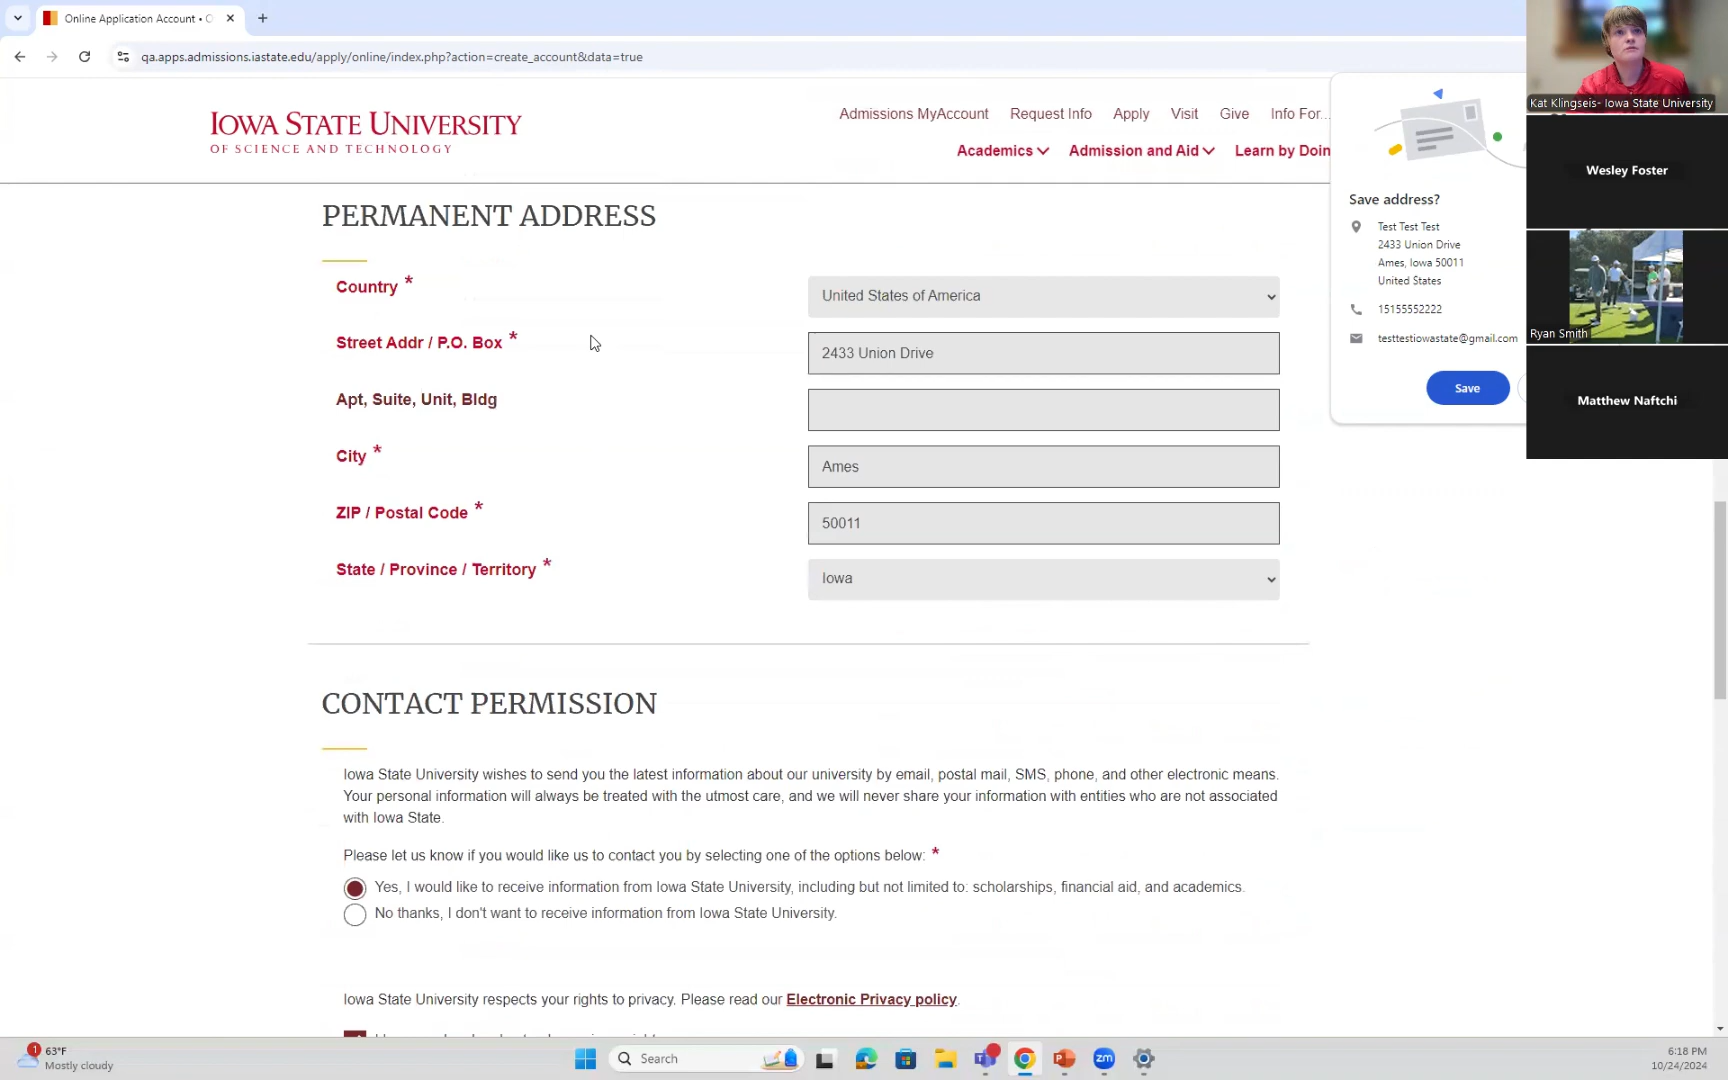 Online Application Account • O
qa.apps.admissions.iastate.edu/apply/online/index.php?action=create_account&data=true
IOWA STATE UNIVERSITY
OF SCIENCE AND TECHNOLOGY
Admissions MyAccount Request Info Apply Visit Give Info For...
Academics Admission and Aid Learn by Doin
PERMANENT ADDRESS
Country *
United States of America
Street Addr / P.O. Box *
2433 Union Drive
Apt, Suite, Unit, Bldg
City *
Ames
ZIP / Postal Code *
50011
State / Province / Territory *
Iowa
CONTACT PERMISSION
Iowa State University wishes to send you the latest information about our university by email, postal mail, SMS, phone, and other electronic means.
Your personal information will always be treated with the utmost care, and we will never share your information with entities who are not associated
with Iowa State.
Please let us know if you would like us to contact you by selecting one of the options below: *
Yes, I would like to receive information from Iowa State University, including but not limited to: scholarships, financial aid, and academics.
No thanks, I don't want to receive information from Iowa State University.
Iowa State University respects your rights to privacy. Please read our Electronic Privacy policy.
Save address?
Test Test Test
2433 Union Drive
Ames, Iowa 50011
United States
15155552222
testtestiowastate@gmail.com
Save
Kat Klingseis- Iowa State University
Wesley Foster
Ryan Smith
Matthew Naftchi
1
63°F
Mostly cloudy
Search
zm
6:18 PM
10/24/2024